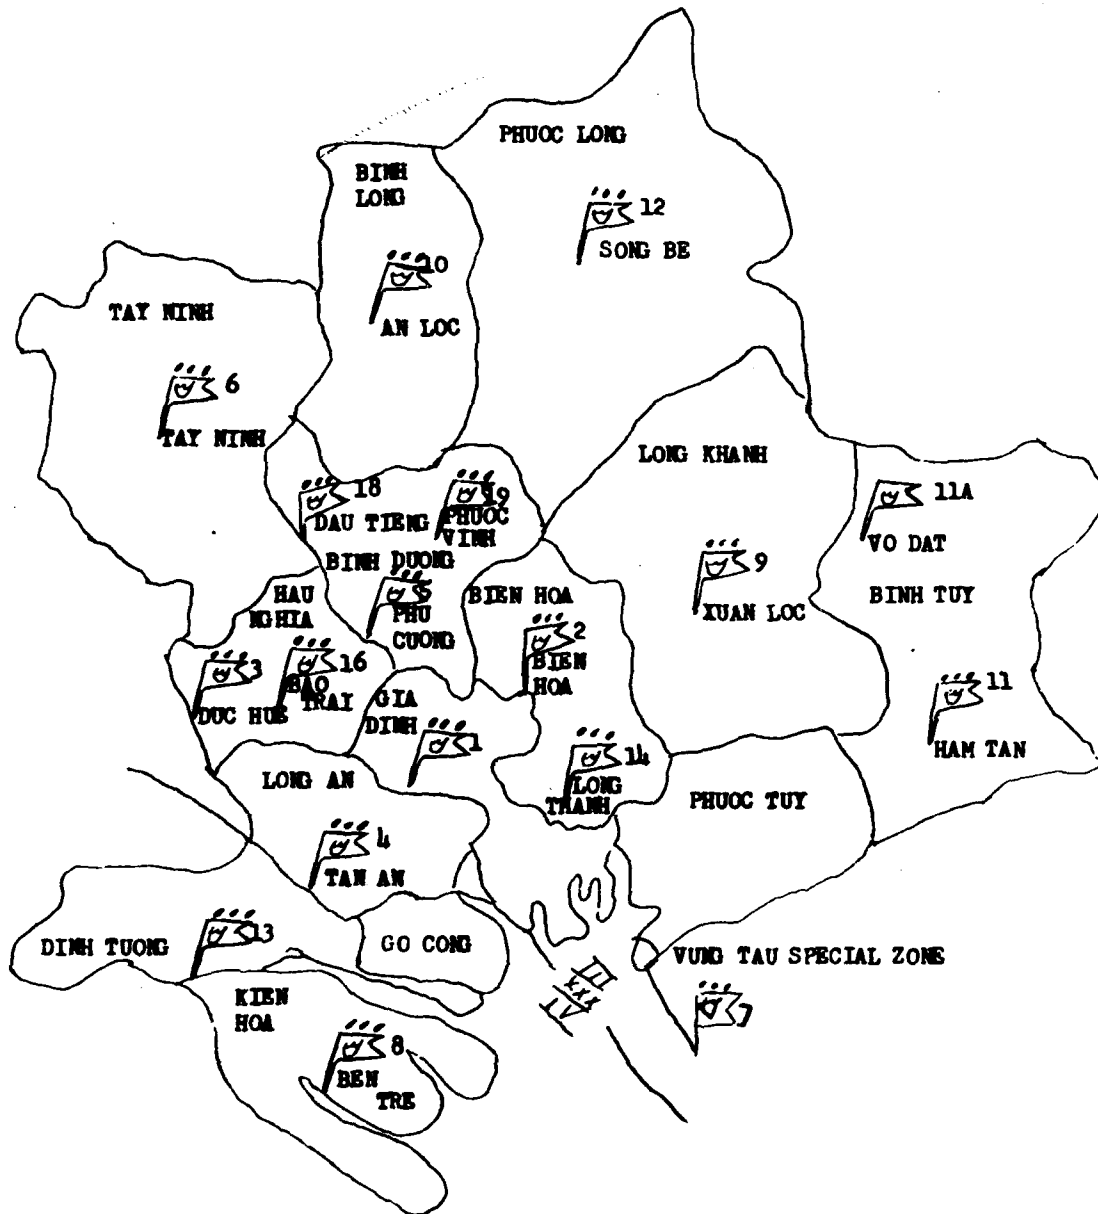 PHUOC LONG
BINH
LONG
12
SONG BE
10
AN LOC
TAY NINH
6
TAY NINH
LONG KHANH
18
DAU TIENG
19
PHUOC
VINH
11A
VO DAT
BINH DUONG
9
XUAN LOC
HAU
NGHIA
5
PHU
CUONG
BIEN HOA
BINH TUY
2
BIEN
HOA
3
DUC HUE
16
BAO
TRAI
GIA
DINH
1
11
HAM TAN
LONG AN
14
LONG
THANH
PHUOC TUY
4
TAN AN
DINH TUONG
13
GO CONG
VUNG TAU SPECIAL ZONE
III
XXX
IV
7
KIEN
HOA
8
BEN
TRE